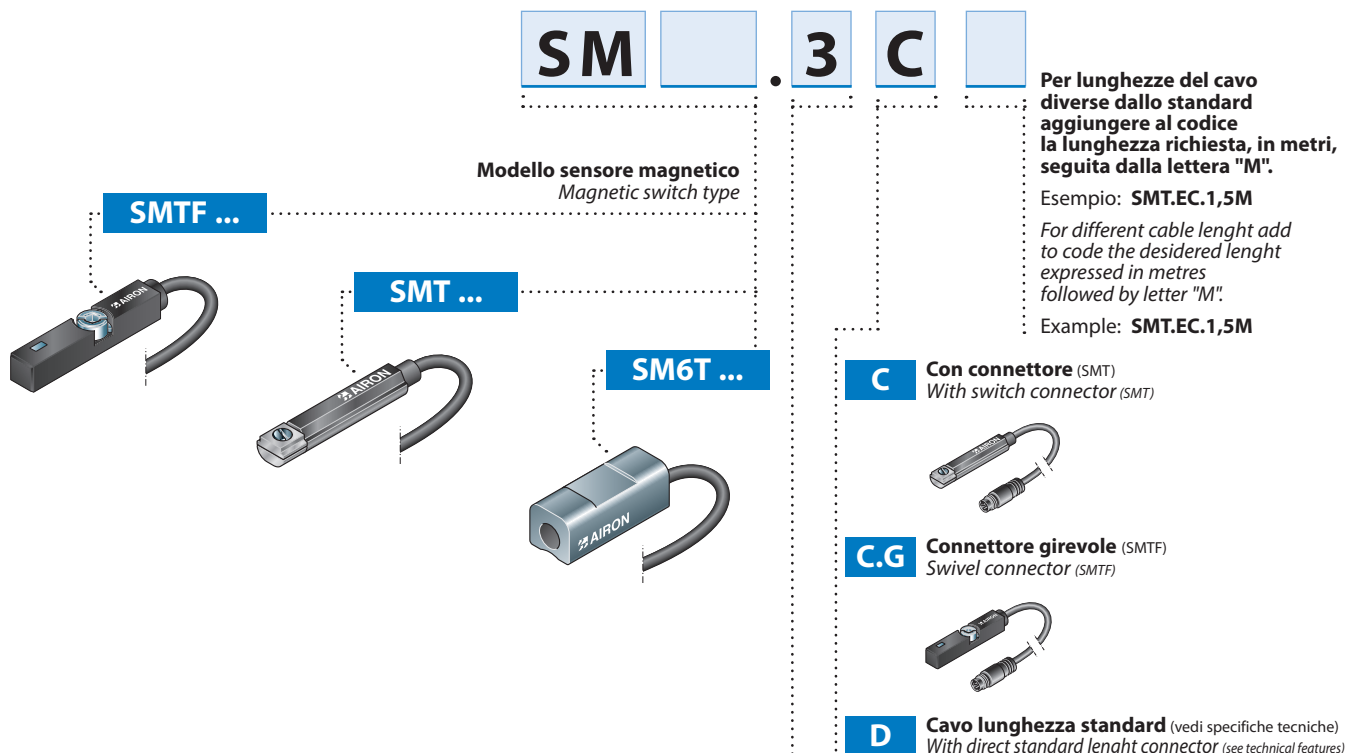 SM . 3 C
Per lunghezze del cavo
diverse dallo standard
aggiungere al codice
la lunghezza richiesta, in metri,
seguita dalla lettera "M".
Esempio: SMT.EC.1,5M
For different cable lenght add
to code the desidered lenght
expressed in metres
followed by letter "M".
Example: SMT.EC.1,5M
Modello sensore magnetico
Magnetic switch type
SMTF ...
AIRON
SMT ...
AIRON
SM6T ...
AIRON
C Con connettore (SMT)
With switch connector (SMT)
AIRON
C.G Connettore girevole (SMTF)
Swivel connector (SMTF)
AIRON
D Cavo lunghezza standard (vedi specifiche tecniche)
With direct standard lenght connector (see technical features)